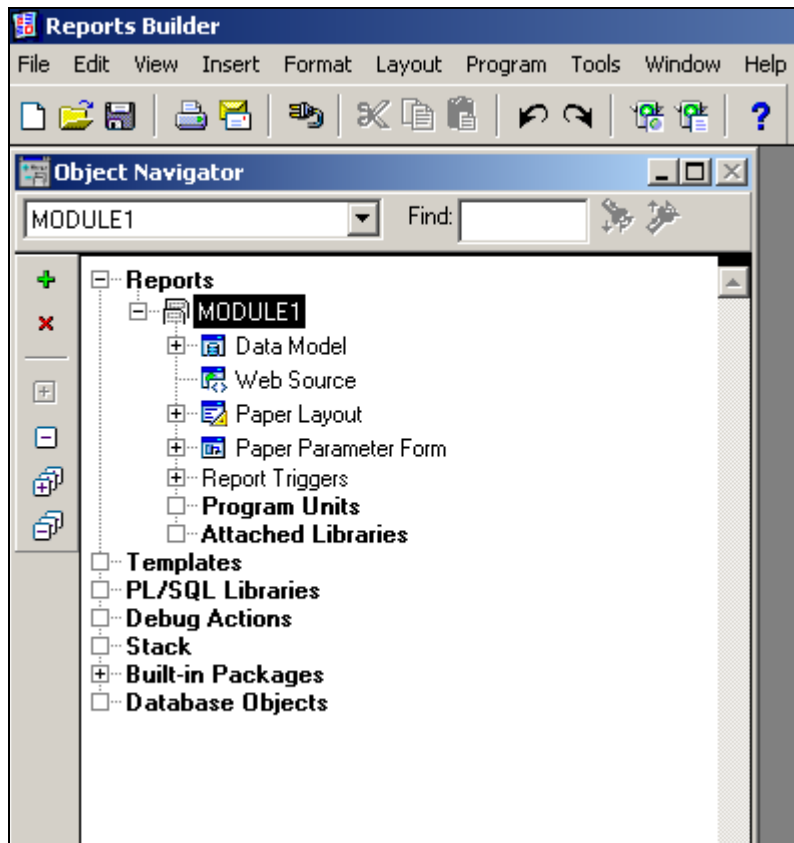 Reports Builder
File Edit View Insert Format Layout Program Tools Window Help
?
Object Navigator
MODULE1 Find:
Reports
MODULE1
Data Model
Web Source
Paper Layout
Paper Parameter Form
Report Triggers
Program Units
Attached Libraries
Templates
PL/SQL Libraries
Debug Actions
Stack
Built-in Packages
Database Objects